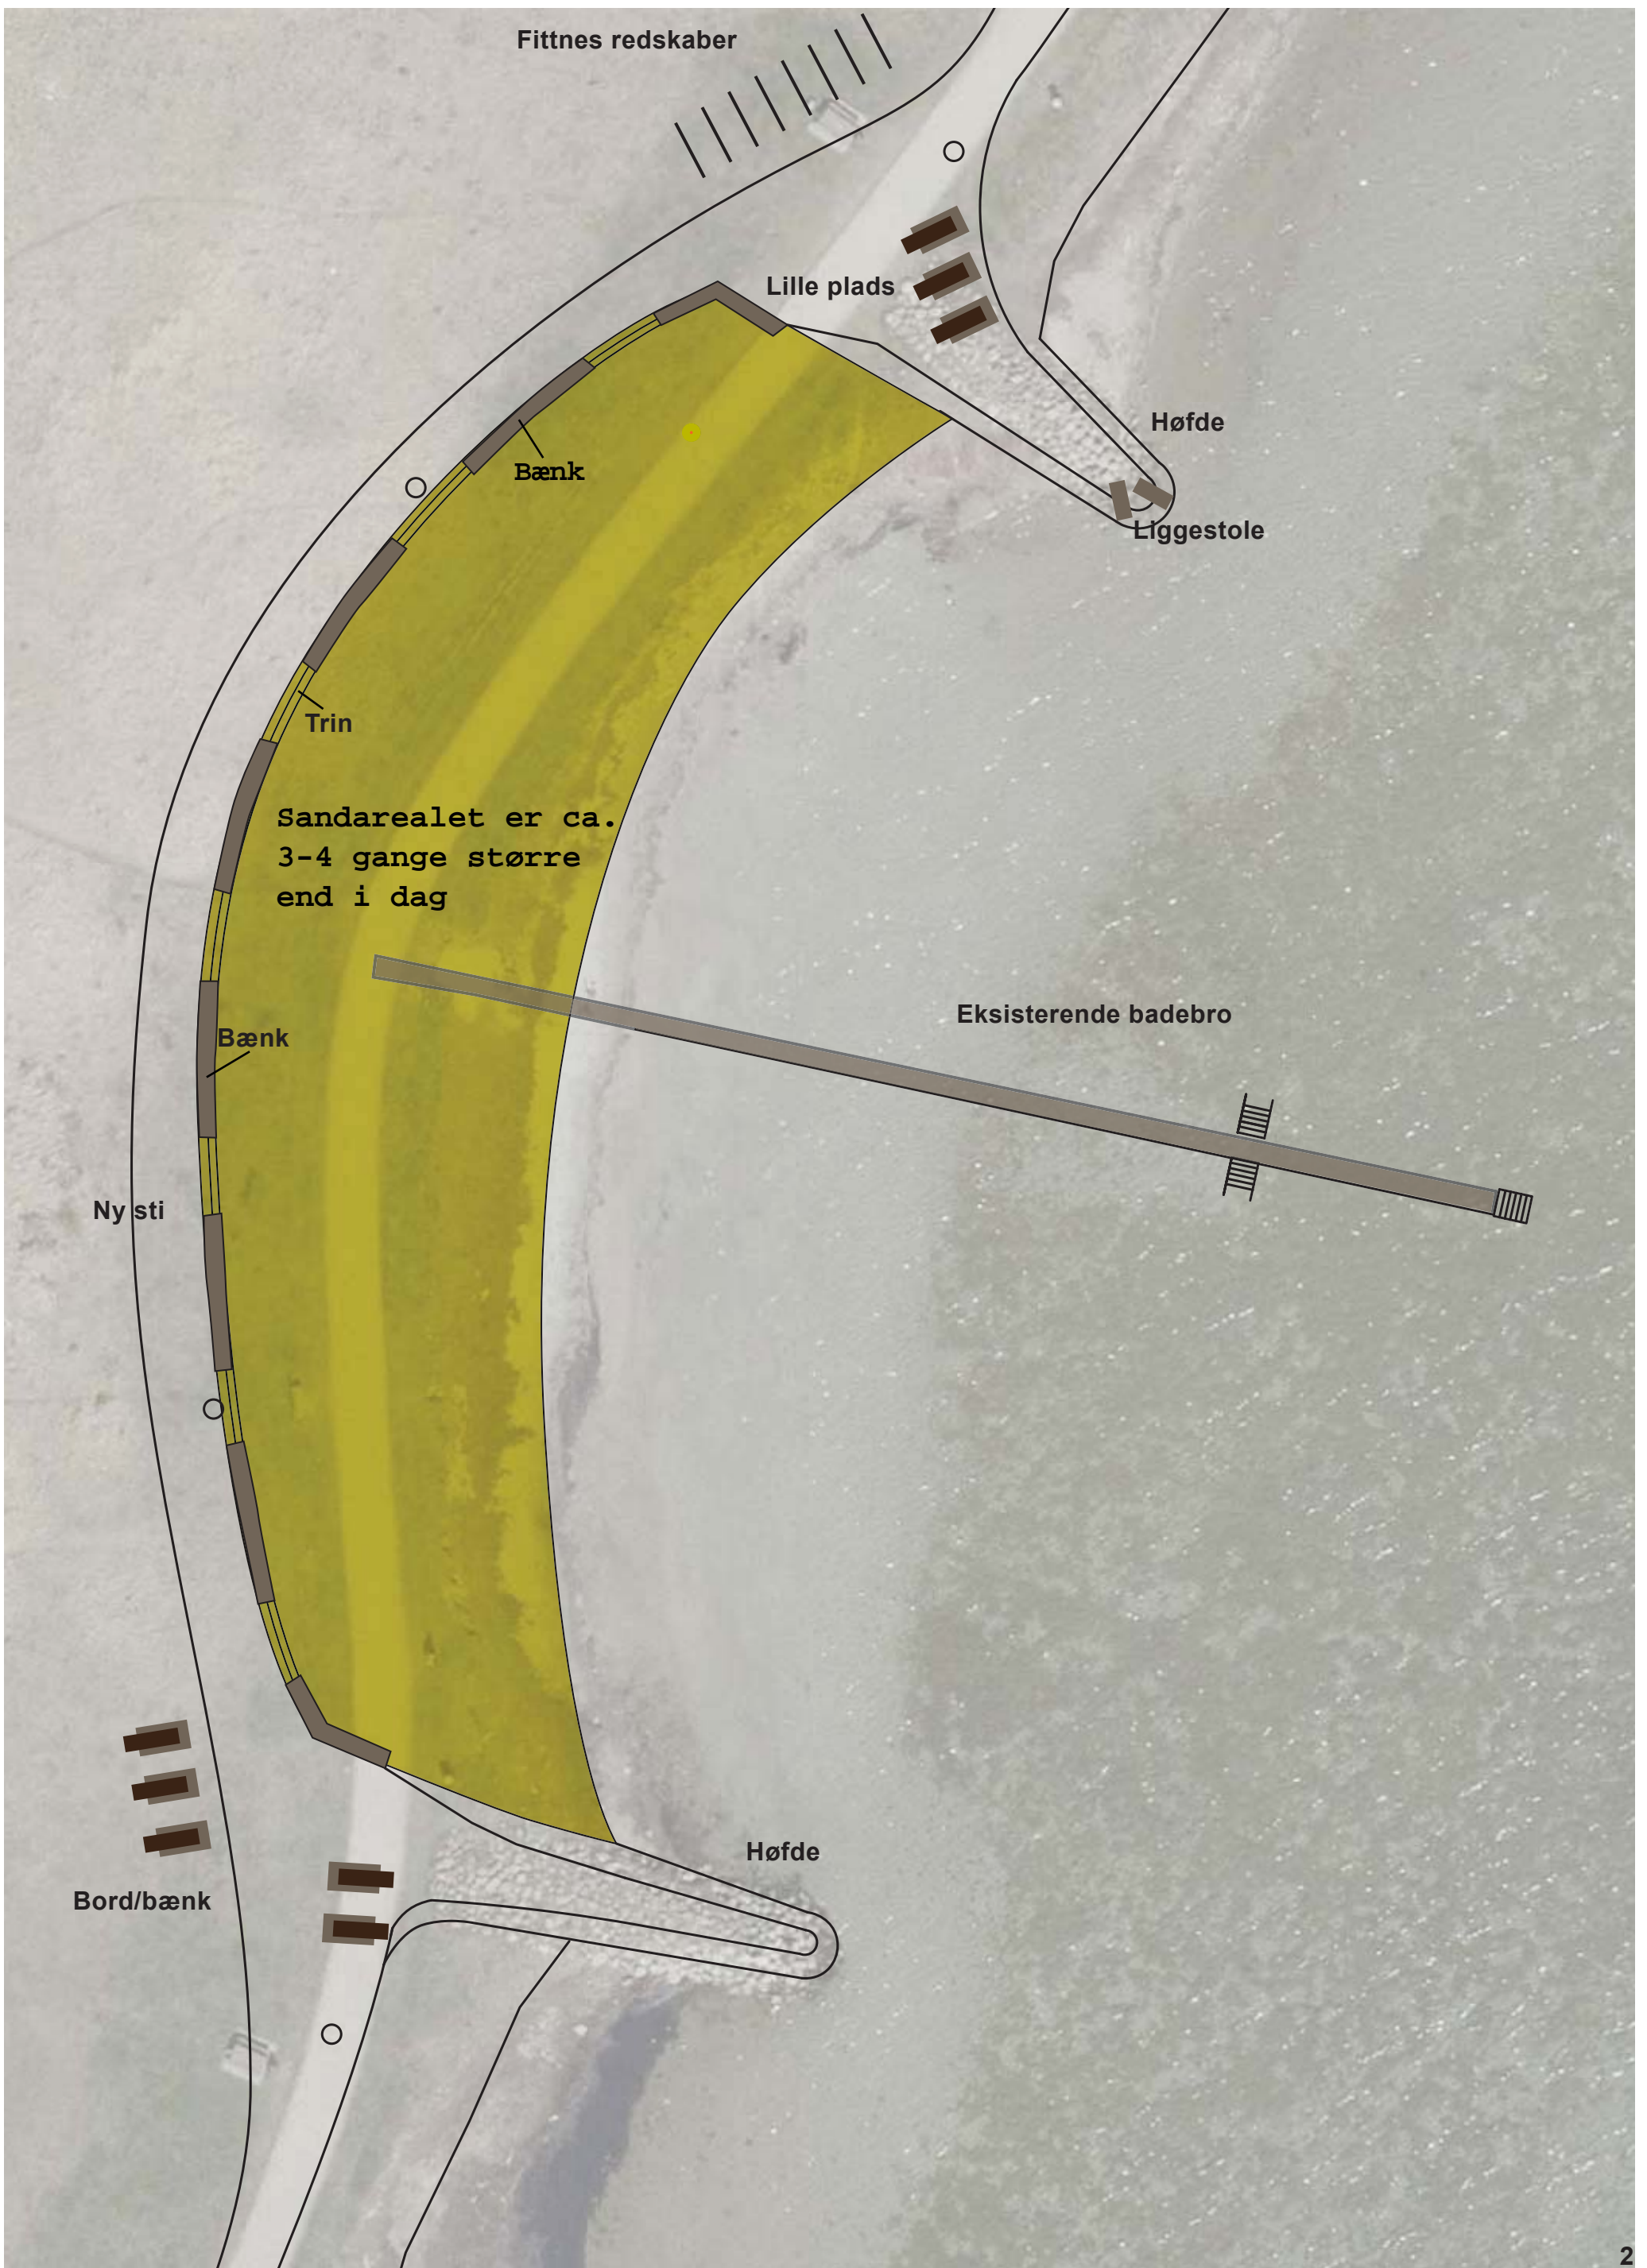 Fittnes redskaber
Lille plads
Høfde
Bænk
Liggestole
Trin
Sandarealet er ca.
3-4 gange større
end i dag
Eksisterende badebro
Bænk
Ny sti
Høfde
Bord/bænk
2